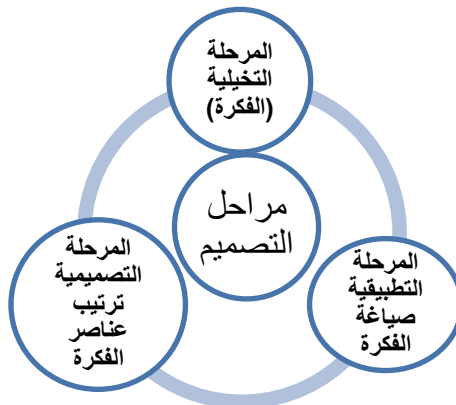 المرحلة
التخيلية
(الفكرة)
مراحل
التصميم
المرحلة
التطبيقية
صياغة
الفكرة
المرحلة
التصميمية
ترتيب
عناصر
الفكرة